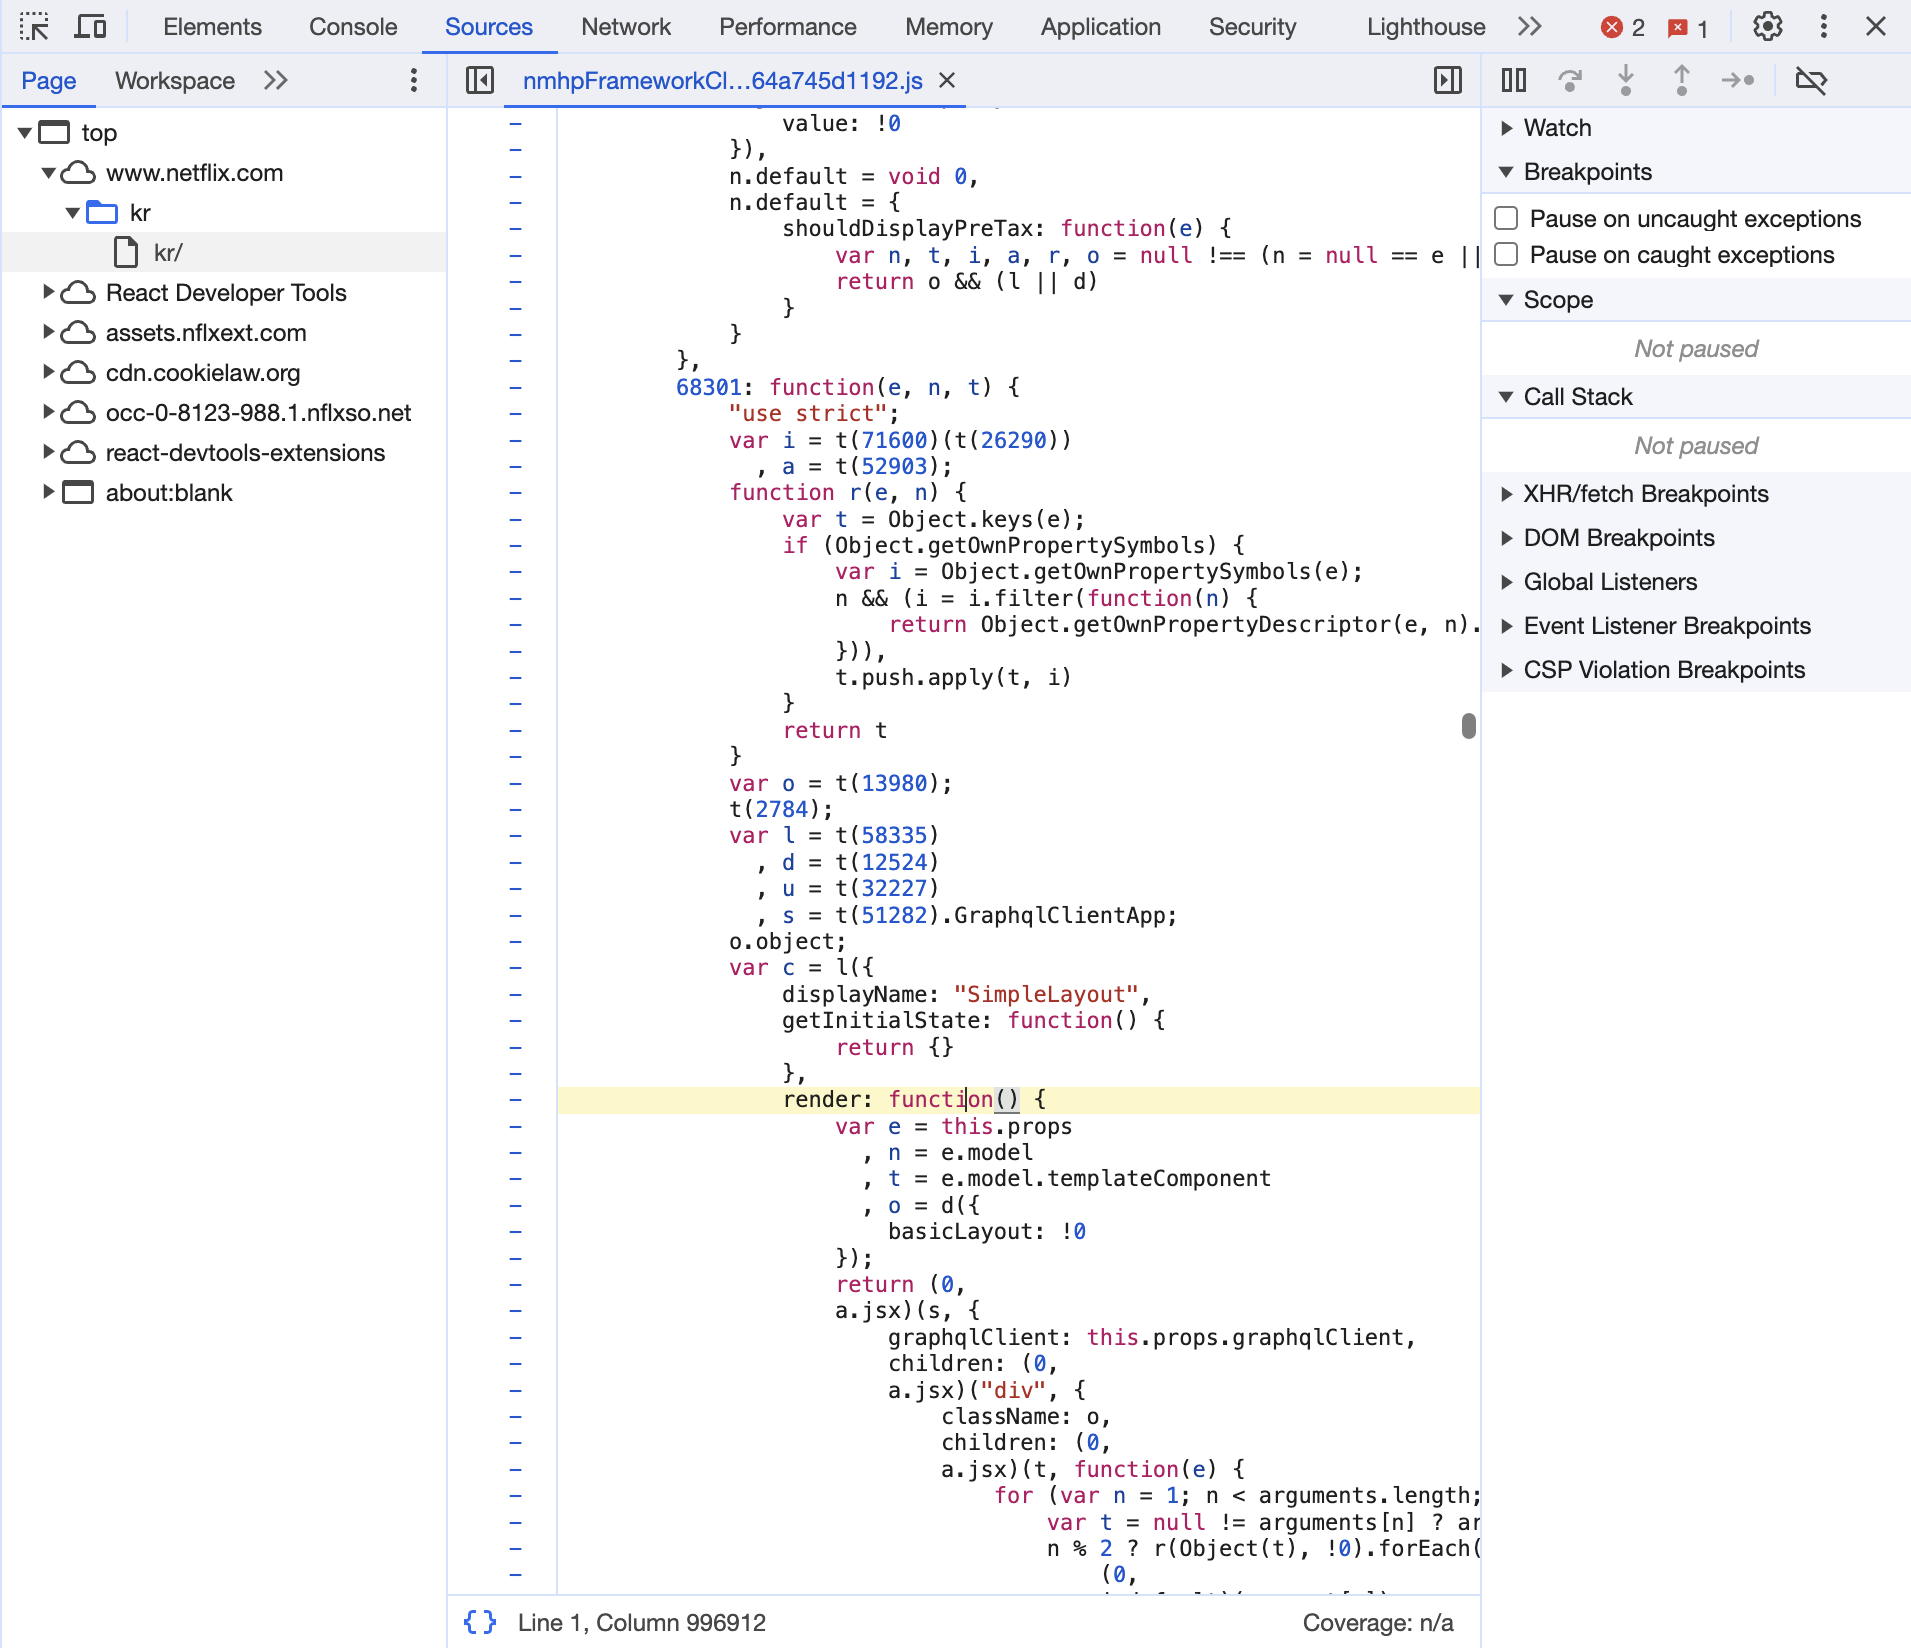 Elements Console Sources Network Performance Memory Application Security Lighthouse 2 1
Page Workspace
nmhpFrameworkCl…64a745d1192.js
top
www.netflix.com
kr
kr/
React Developer Tools
assets.nflxext.com
cdn.cookielaw.org
occ-0-8123-988.1.nflxso.net
react-devtools-extensions
about:blank
value: !0
}),
n.default = void 0,
n.default = {
shouldDisplayPreTax: function(e) {
var n, t, i, a, r, o = null !== (n = null == e ||
return o && (l || d)
}
}
},
68301: function(e, n, t) {
"use strict";
var i = t(71600)(t(26290))
, a = t(52903);
function r(e, n) {
var t = Object.keys(e);
if (Object.getOwnPropertySymbols) {
var i = Object.getOwnPropertySymbols(e);
n && (i = i.filter(function(n) {
return Object.getOwnPropertyDescriptor(e, n).
})),
t.push.apply(t, i)
}
return t
}
var o = t(13980);
t(2784);
var l = t(58335)
, d = t(12524)
, u = t(32227)
, s = t(51282).GraphqlClientApp;
o.object;
var c = l({
displayName: "SimpleLayout",
getInitialState: function() {
return {}
},
render: function() {
var e = this.props
, n = e.model
, t = e.model.templateComponent
, o = d({
basicLayout: !0
});
return (0,
a.jsx)(s, {
graphqlClient: this.props.graphqlClient,
children: (0,
a.jsx)("div", {
className: o,
children: (0,
a.jsx)(t, function(e) {
for (var n = 1; n < arguments.length;
var t = null != arguments[n] ? ar
n % 2 ? r(Object(t), !0).forEach(
(0,
{} Line 1, Column 996912
Coverage: n/a
Watch
Breakpoints
Pause on uncaught exceptions
Pause on caught exceptions
Scope
Not paused
Call Stack
Not paused
XHR/fetch Breakpoints
DOM Breakpoints
Global Listeners
Event Listener Breakpoints
CSP Violation Breakpoints